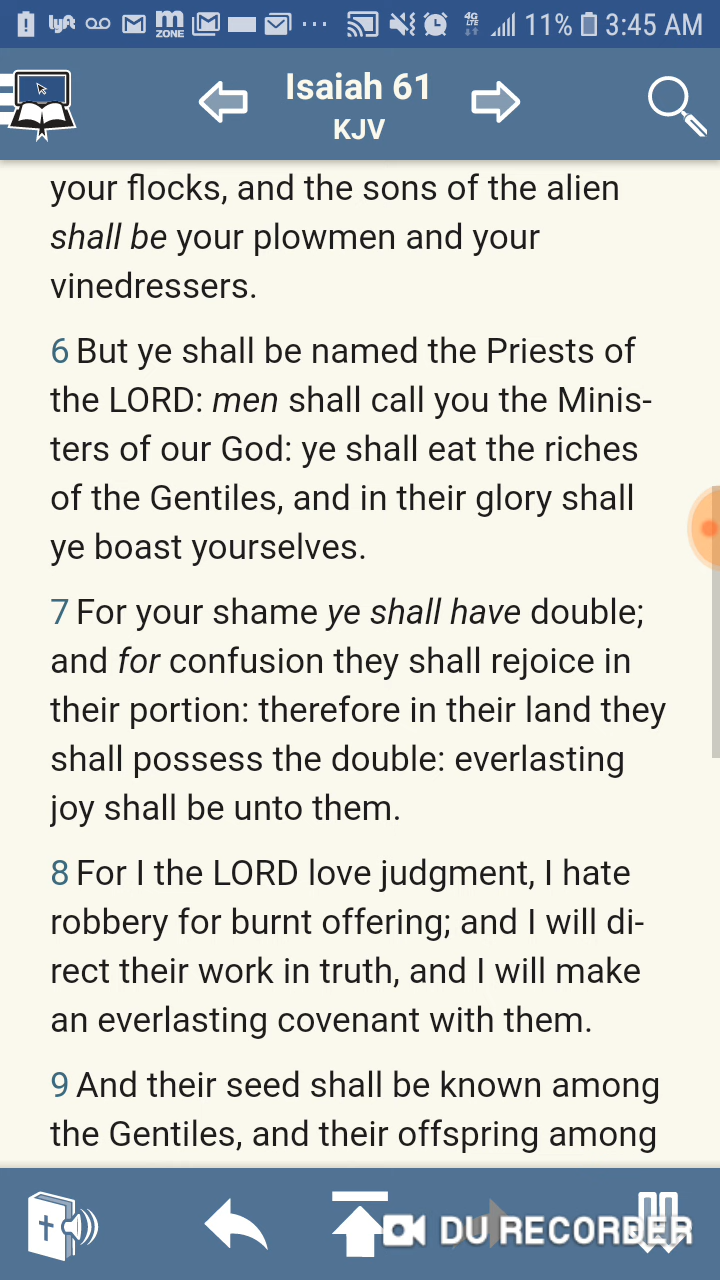 lyft
m
ZONE
4G
LTE
11%
3:45 AM
Isaiah 61
KJV
your flocks, and the sons of the alien
shall be your plowmen and your
vinedressers.
6 But ye shall be named the Priests of
the LORD: men shall call you the Minis-
ters of our God: ye shall eat the riches
of the Gentiles, and in their glory shall
ye boast yourselves.
7 For your shame ye shall have double;
and for confusion they shall rejoice in
their portion: therefore in their land they
shall possess the double: everlasting
joy shall be unto them.
8 For I the LORD love judgment, I hate
robbery for burnt offering; and I will di-
rect their work in truth, and I will make
an everlasting covenant with them.
9 And their seed shall be known among
the Gentiles, and their offspring among
DU RECORDER